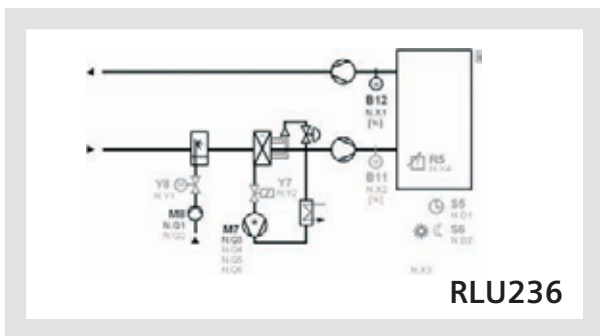 B12
N.X1
[%]
Y8
N.Y1
Y7
N.Y2
B11
N.X2
[%]
R5
N.X4
M8
N.Q1
N.Q2
M7
N.Q3
N.Q4
N.Q5
N.Q6
S5
N.D1
S6
N.D2
N.X3
RLU236